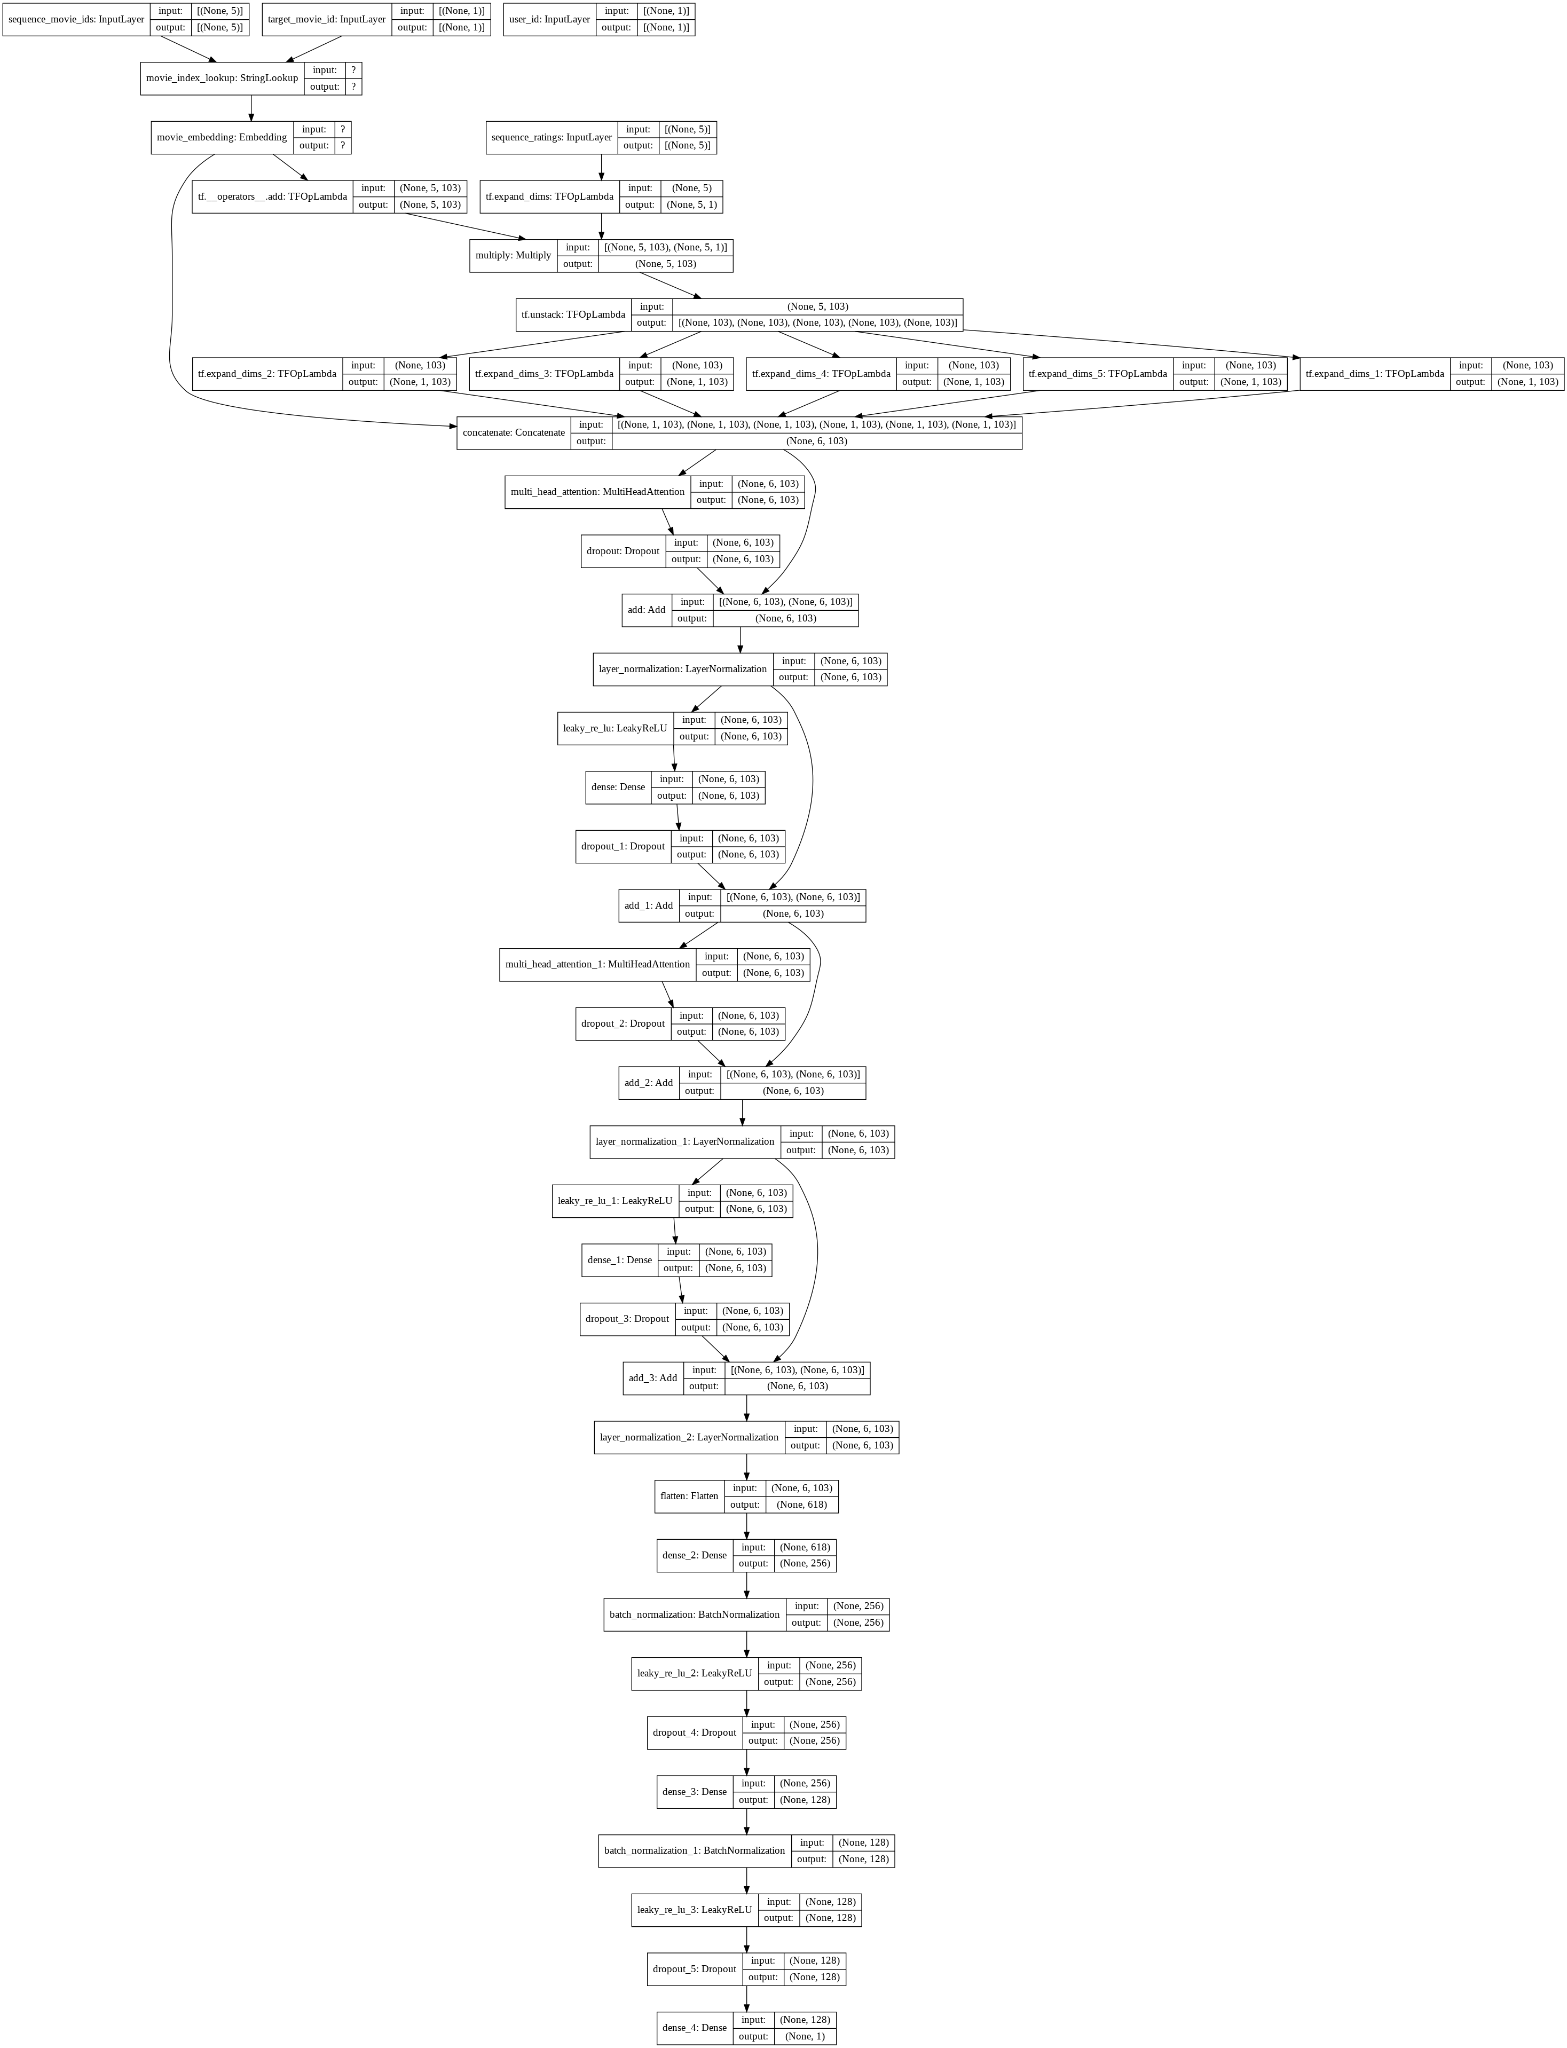 sequence_movie_ids: InputLayer input: [(None, 5)]
output: [(None, 5)]
target_movie_id: InputLayer input: [(None, 1)]
output: [(None, 1)]
user_id: InputLayer input: [(None, 1)]
output: [(None, 1)]
movie_index_lookup: StringLookup input: ?
output: ?
movie_embedding: Embedding input: ?
output: ?
sequence_ratings: InputLayer input: [(None, 5)]
output: [(None, 5)]
tf.__operators__.add: TFOpLambda input: (None, 5, 103)
output: (None, 5, 103)
tf.expand_dims: TFOpLambda input: (None, 5)
output: (None, 5, 1)
multiply: Multiply input: [(None, 5, 103), (None, 5, 1)]
output: (None, 5, 103)
tf.unstack: TFOpLambda input: (None, 5, 103)
output: [(None, 103), (None, 103), (None, 103), (None, 103), (None, 103)]
tf.expand_dims_2: TFOpLambda input: (None, 103)
output: (None, 1, 103)
tf.expand_dims_3: TFOpLambda input: (None, 103)
output: (None, 1, 103)
tf.expand_dims_4: TFOpLambda input: (None, 103)
output: (None, 1, 103)
tf.expand_dims_5: TFOpLambda input: (None, 103)
output: (None, 1, 103)
tf.expand_dims_1: TFOpLambda input: (None, 103)
output: (None, 1, 103)
concatenate: Concatenate input: [(None, 1, 103), (None, 1, 103), (None, 1, 103), (None, 1, 103), (None, 1, 103), (None, 1, 103)]
output: (None, 6, 103)
multi_head_attention: MultiHeadAttention input: (None, 6, 103)
output: (None, 6, 103)
dropout: Dropout input: (None, 6, 103)
output: (None, 6, 103)
add: Add input: [(None, 6, 103), (None, 6, 103)]
output: (None, 6, 103)
layer_normalization: LayerNormalization input: (None, 6, 103)
output: (None, 6, 103)
leaky_re_lu: LeakyReLU input: (None, 6, 103)
output: (None, 6, 103)
dense: Dense input: (None, 6, 103)
output: (None, 6, 103)
dropout_1: Dropout input: (None, 6, 103)
output: (None, 6, 103)
add_1: Add input: [(None, 6, 103), (None, 6, 103)]
output: (None, 6, 103)
multi_head_attention_1: MultiHeadAttention input: (None, 6, 103)
output: (None, 6, 103)
dropout_2: Dropout input: (None, 6, 103)
output: (None, 6, 103)
add_2: Add input: [(None, 6, 103), (None, 6, 103)]
output: (None, 6, 103)
layer_normalization_1: LayerNormalization input: (None, 6, 103)
output: (None, 6, 103)
leaky_re_lu_1: LeakyReLU input: (None, 6, 103)
output: (None, 6, 103)
dense_1: Dense input: (None, 6, 103)
output: (None, 6, 103)
dropout_3: Dropout input: (None, 6, 103)
output: (None, 6, 103)
add_3: Add input: [(None, 6, 103), (None, 6, 103)]
output: (None, 6, 103)
layer_normalization_2: LayerNormalization input: (None, 6, 103)
output: (None, 6, 103)
flatten: Flatten input: (None, 6, 103)
output: (None, 618)
dense_2: Dense input: (None, 618)
output: (None, 256)
batch_normalization: BatchNormalization input: (None, 256)
output: (None, 256)
leaky_re_lu_2: LeakyReLU input: (None, 256)
output: (None, 256)
dropout_4: Dropout input: (None, 256)
output: (None, 256)
dense_3: Dense input: (None, 256)
output: (None, 128)
batch_normalization_1: BatchNormalization input: (None, 128)
output: (None, 128)
leaky_re_lu_3: LeakyReLU input: (None, 128)
output: (None, 128)
dropout_5: Dropout input: (None, 128)
output: (None, 128)
dense_4: Dense input: (None, 128)
output: (None, 1)